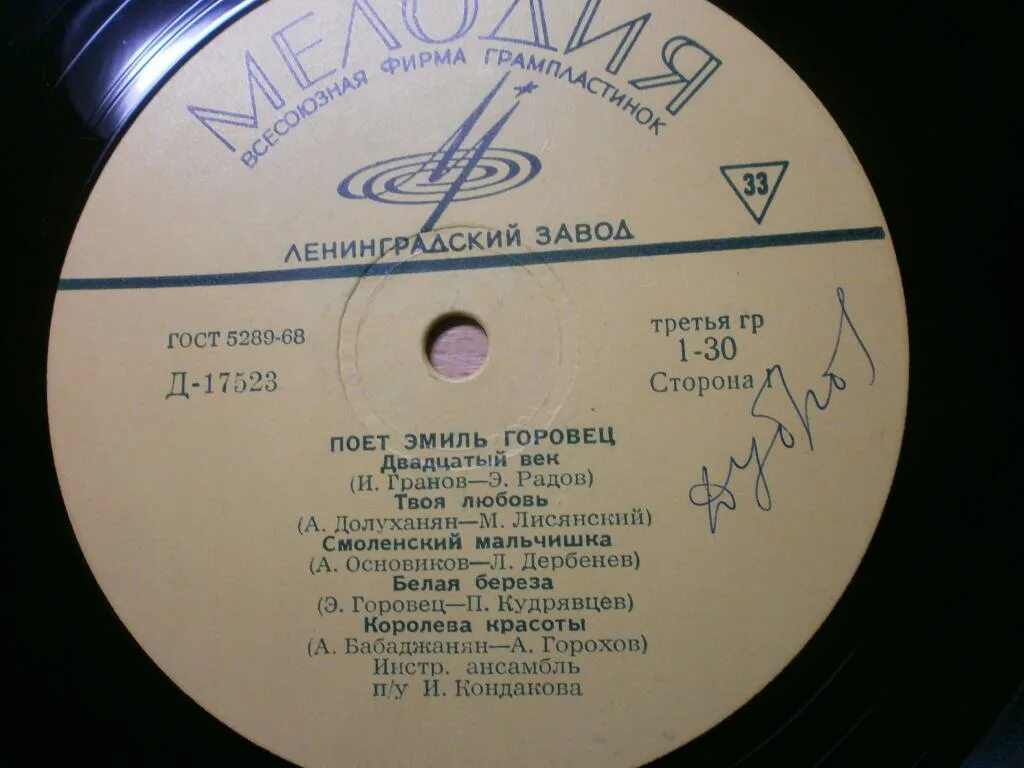 МЕЛОДИЯ
ВСЕСОЮЗНАЯ ФИРМА ГРАМПЛАСТИНОК
33
ЛЕНИНГРАДСКИЙ ЗАВОД
ГОСТ 5289-68
Д-17523
третья гр
1-30
Сторона
ПОЕТ ЭМИЛЬ ГОРОВЕЦ
Двадцатый век
(И. Гранов—Э. Радов)
Твоя любовь
(А. Долуханян—М. Лисянский)
Смоленский мальчишка
(А. Основиков—Л. Дербенев)
Белая береза
(Э. Горовец—П. Кудрявцев)
Королева красоты
(А. Бабаджанян—А. Горохов)
Инстр. ансамбль
п/у И. Кондакова